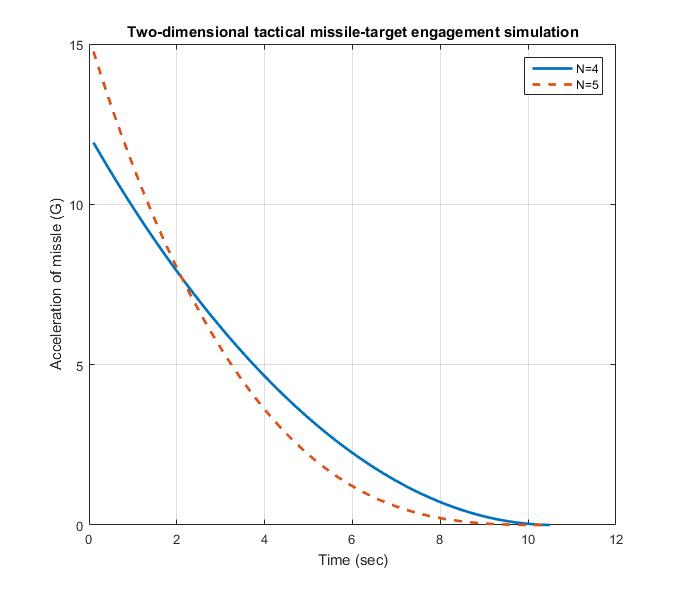 Two-dimensional tactical missile-target engagement simulation
N=4
N=5
15
10
5
0
Acceleration of missle (G)
0 2 4 6 8 10 12
Time (sec)